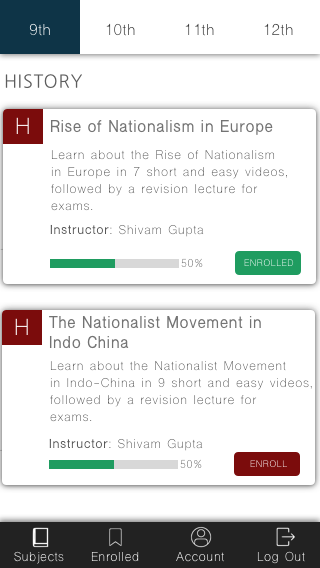 9th 10th 11th 12th
HISTORY
H Rise of Nationalism in Europe
Learn about the Rise of Nationalism
in Europe in 7 short and easy videos,
followed by a revision lecture for
exams.
Instructor: Shivam Gupta
50% ENROLLED
H The Nationalist Movement in
Indo China
Learn about the Nationalist Movement
in Indo-China in 9 short and easy videos,
followed by a revision lecture for
exams.
Instructor: Shivam Gupta
50% ENROLL
Subjects Enrolled Account Log Out